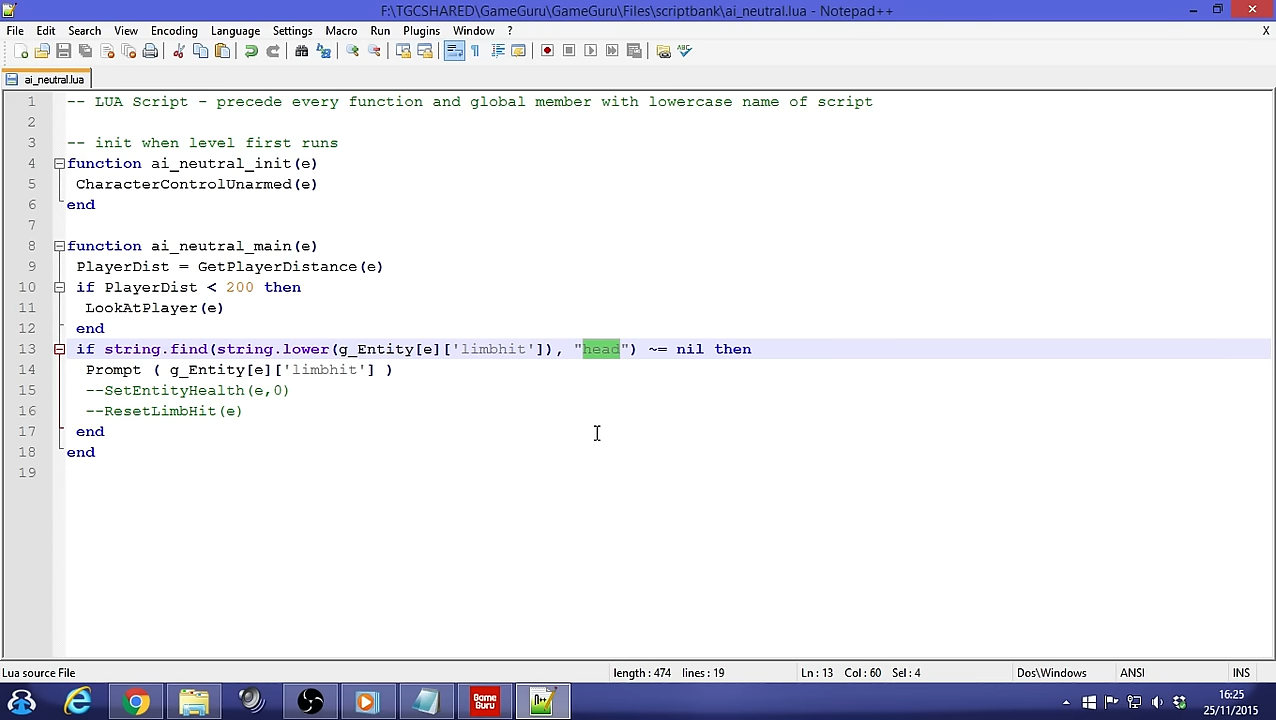 F:\TGCSHARED\GameGuru\GameGuru\Files\scriptbank\ai_neutral.lua - Notepad++
File Edit Search View Encoding Language Settings Macro Run Plugins Window ? X
ai_neutral.lua
1 -- LUA Script - precede every function and global member with lowercase name of script
2
3 -- init when level first runs
4 function ai_neutral_init(e)
5 CharacterControlUnarmed(e)
6 end
7
8 function ai_neutral_main(e)
9 PlayerDist = GetPlayerDistance(e)
10 if PlayerDist < 200 then
11 LookAtPlayer(e)
12 end
13 if string.find(string.lower(g_Entity[e]['limbhit']), "head") ~= nil then
14 Prompt ( g_Entity[e]['limbhit'] )
15 --SetEntityHealth(e,0)
16 --ResetLimbHit(e)
17 end
18 end
19
Lua source File length : 474 lines : 19 Ln : 13 Col : 60 Sel : 4 Dos\Windows ANSI INS
GAME GURU
16:25
25/11/2015